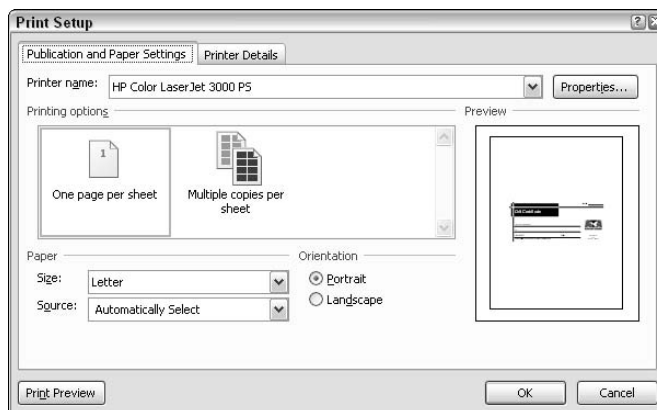 Print Setup
Publication and Paper Settings
Printer Details
Printer name:
HP Color LaserJet 3000 PS
Properties...
Printing options
Preview
1
One page per sheet
Multiple copies per
sheet
Paper
Orientation
Size:
Letter
Portrait
Source:
Automatically Select
Landscape
Print Preview
OK
Cancel